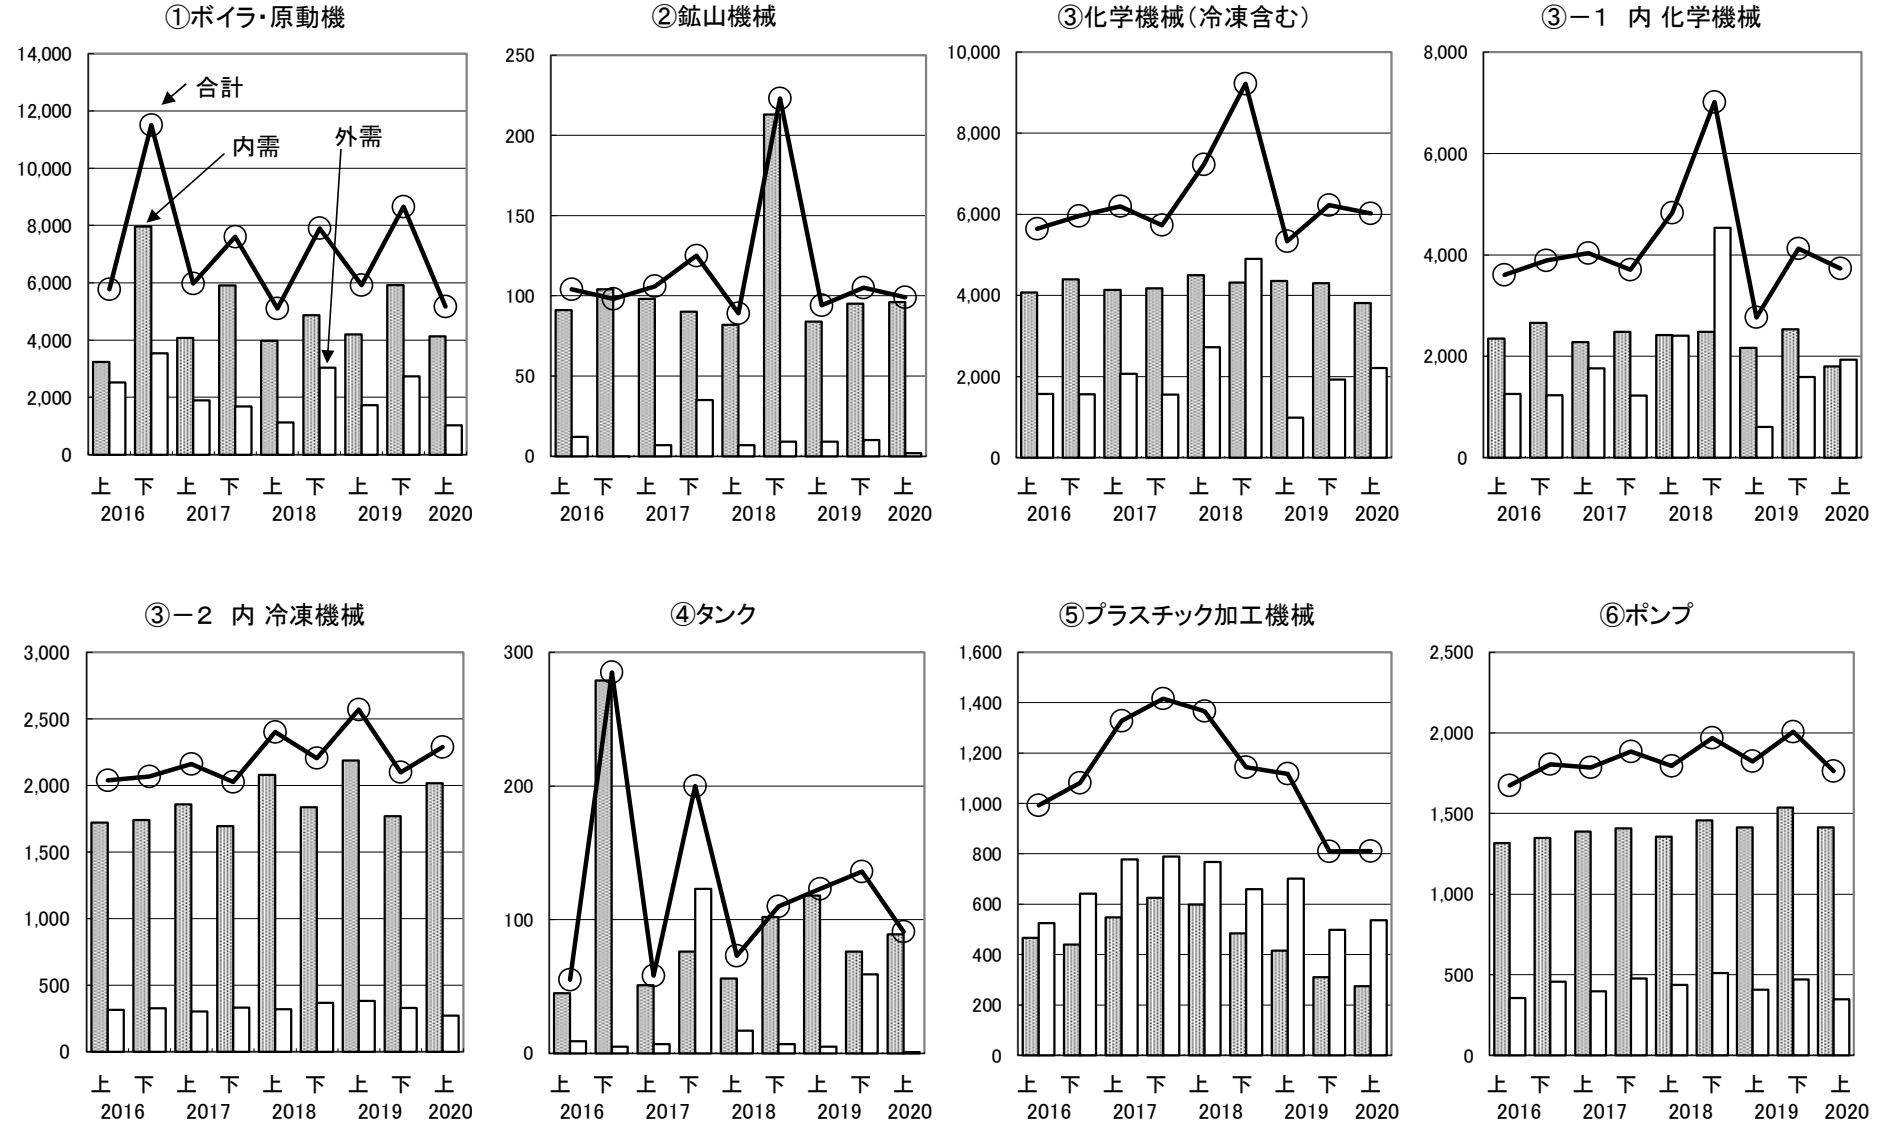 ①ボイラ・原動機
14,000
12,000
10,000
8,000
6,000
4,000
2,000
0
合計
内需
外需
上 下 上 下 上 下 上 下 上
2016 2017 2018 2019 2020
②鉱山機械
250
200
150
100
50
0
上 下 上 下 上 下 上 下 上
2016 2017 2018 2019 2020
③化学機械（冷凍含む）
10,000
8,000
6,000
4,000
2,000
0
上 下 上 下 上 下 上 下 上
2016 2017 2018 2019 2020
③－１　内 化学機械
8,000
6,000
4,000
2,000
0
上 下 上 下 上 下 上 下 上
2016 2017 2018 2019 2020
③－２　内 冷凍機械
3,000
2,500
2,000
1,500
1,000
500
0
上 下 上 下 上 下 上 下 上
2016 2017 2018 2019 2020
④タンク
300
200
100
0
上 下 上 下 上 下 上 下 上
2016 2017 2018 2019 2020
⑤プラスチック加工機械
1,600
1,400
1,200
1,000
800
600
400
200
0
上 下 上 下 上 下 上 下 上
2016 2017 2018 2019 2020
⑥ポンプ
2,500
2,000
1,500
1,000
500
0
上 下 上 下 上 下 上 下 上
2016 2017 2018 2019 2020